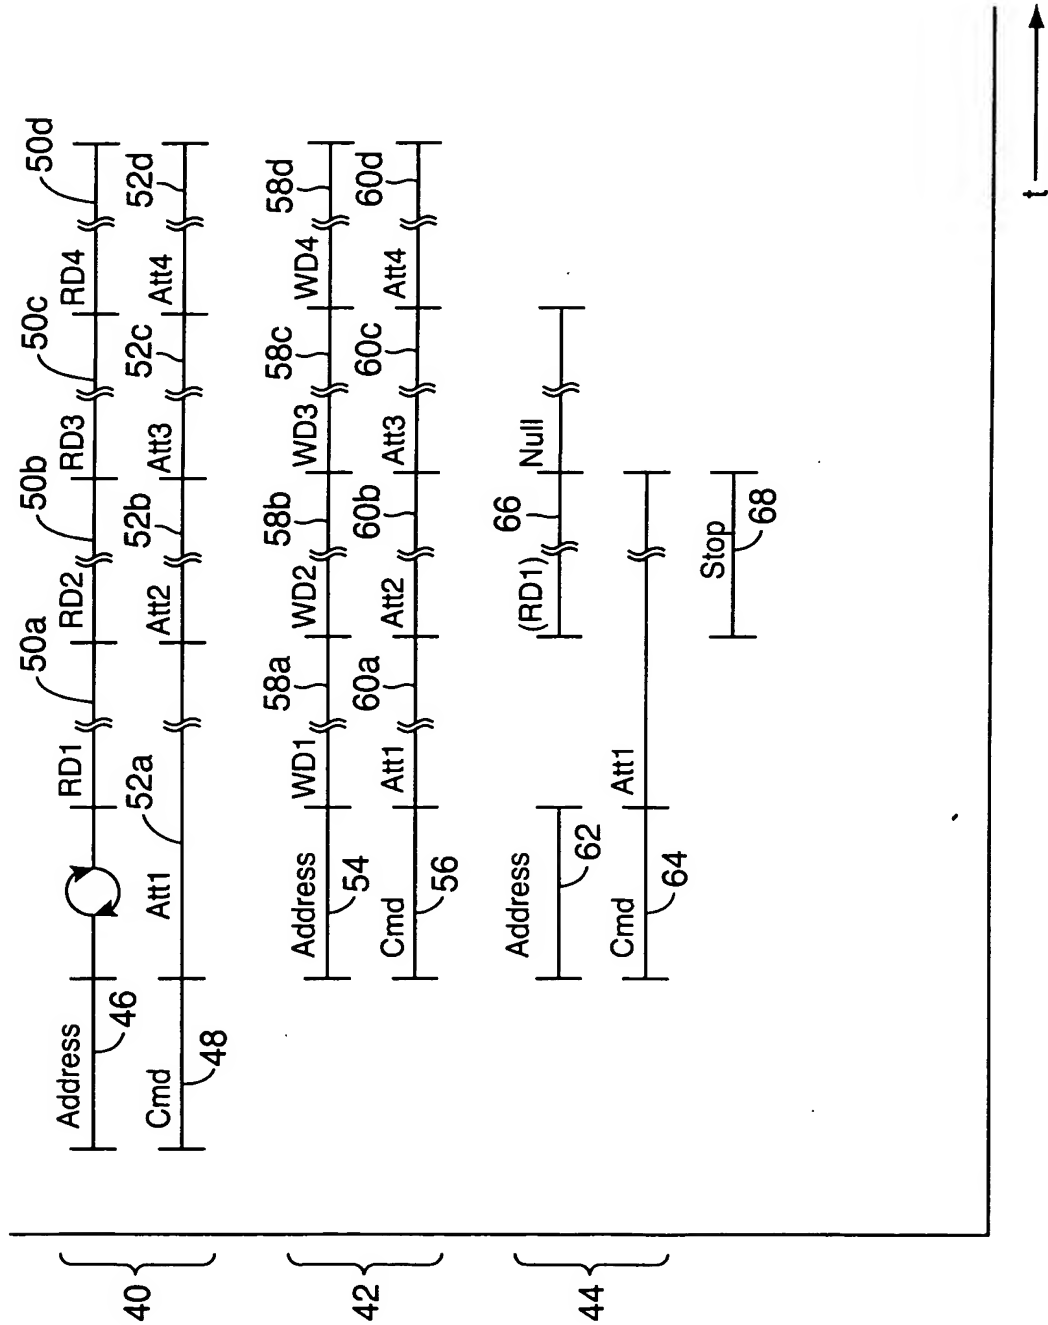 40
Address
46
RD1
50a
RD2
50b
RD3
50c
RD4
50d
Cmd
48
Att1
52a
Att2
52b
Att3
52c
Att4
52d
42
Address
54
WD1
58a
WD2
58b
WD3
58c
WD4
58d
Cmd
56
Att1
60a
Att2
60b
Att3
60c
Att4
60d
44
Address
62
(RD1)
66
Null
Cmd
64
Att1
Stop
68
t